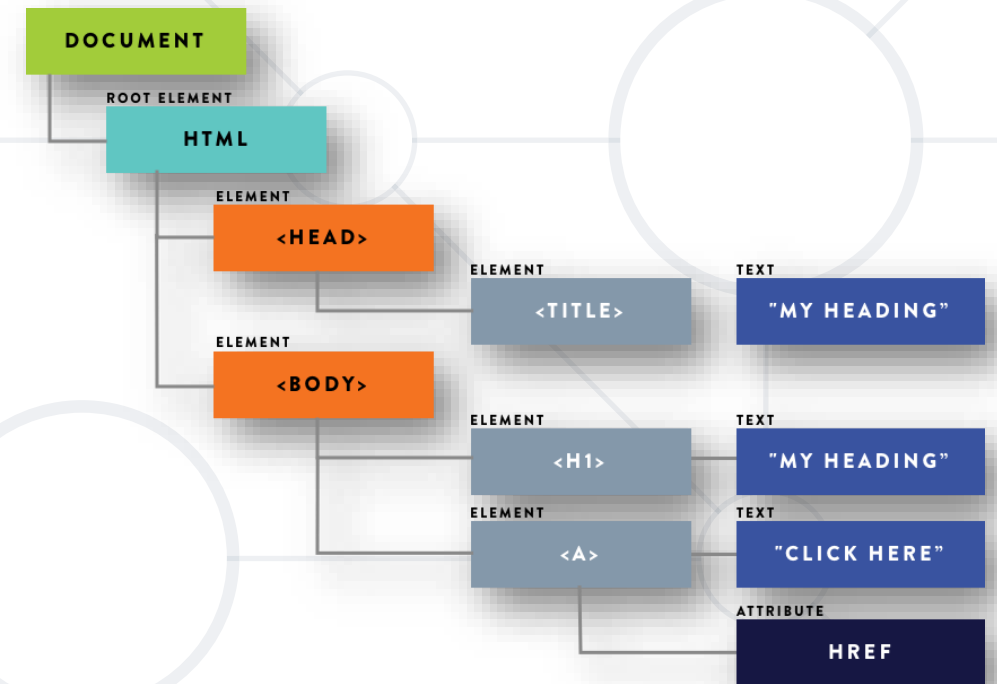 DOCUMENT
ROOT ELEMENT
HTML
ELEMENT
<HEAD>
ELEMENT
<TITLE>
TEXT
"MY HEADING”
ELEMENT
<BODY>
ELEMENT
<H1>
TEXT
"MY HEADING”
ELEMENT
<A>
TEXT
"CLICK HERE”
ATTRIBUTE
HREF